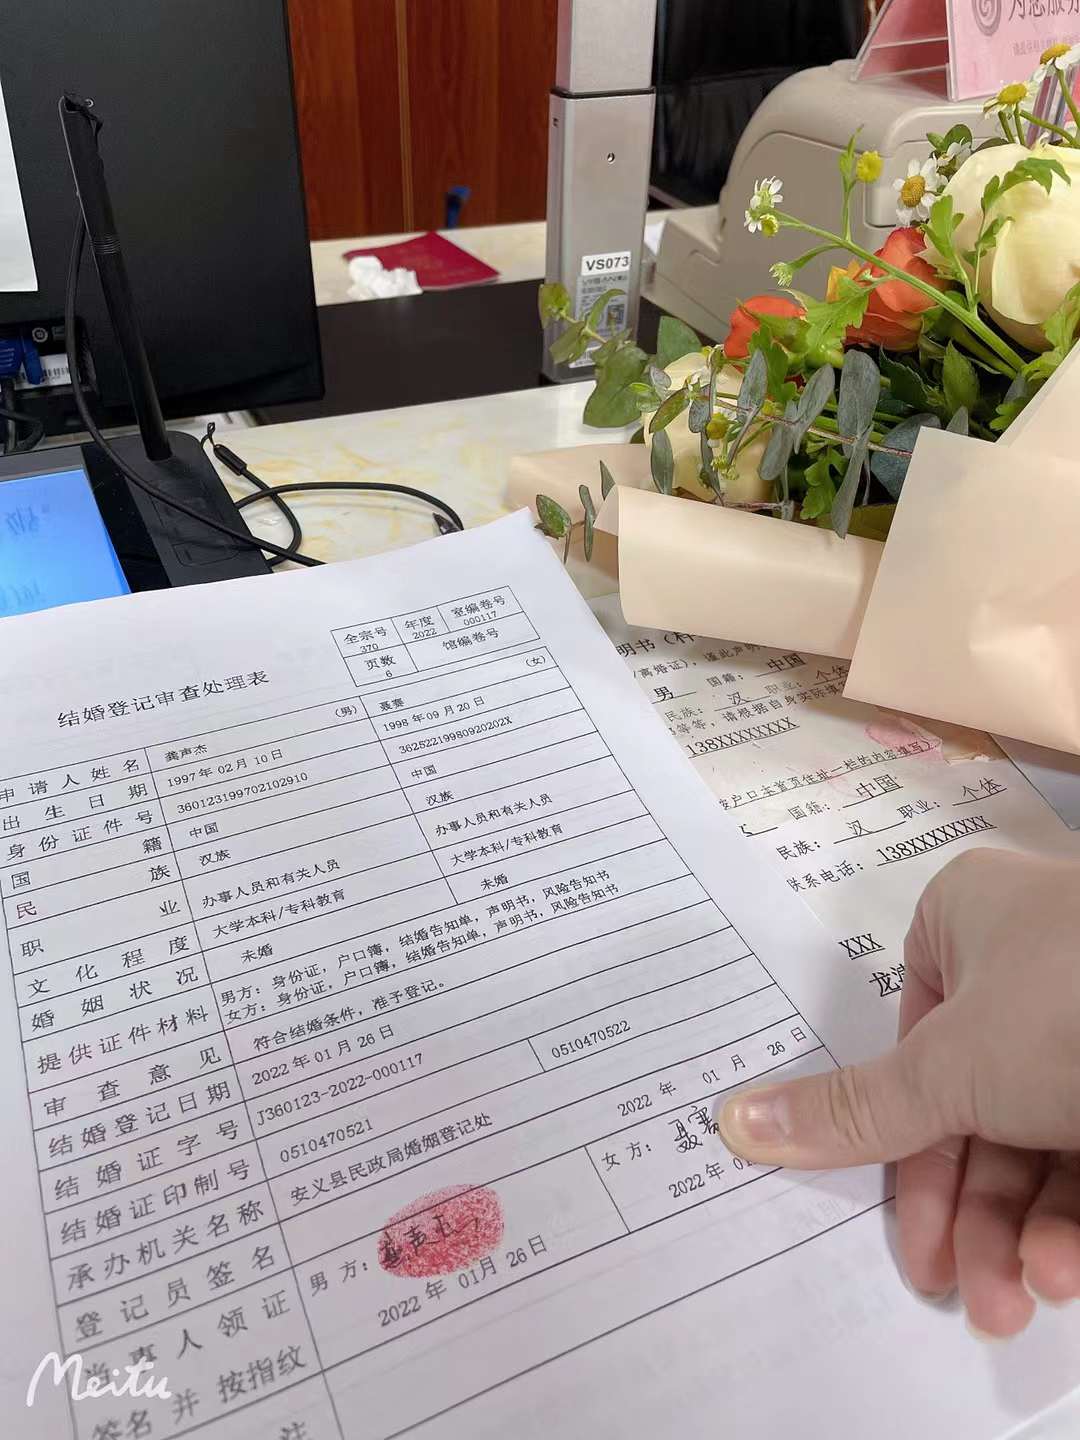 为您服务
VS073
全宗号 年度 室编卷号
370 2022 000117
页数 馆编卷号
6
结婚登记审查处理表
(男) (女)
申请人姓名 龚声杰 聂赛
出生日期 1997年02月10日 1998年09月20日
身份证件号 360123199702102910 36252219980920202X
国籍 中国 中国
民族 汉族 汉族
职业 办事人员和有关人员 办事人员和有关人员
文化程度 大学本科/专科教育 大学本科/专科教育
婚姻状况 未婚 未婚
提供证件材料 男方：身份证，户口簿，结婚告知单，声明书，风险告知书
女方：身份证，户口簿，结婚告知单，声明书，风险告知书
审查意见 符合结婚条件，准予登记。
结婚登记日期 2022年01月26日
结婚证字号 J360123-2022-000117
结婚证印制号 0510470521 0510470522
承办机关名称 安义县民政局婚姻登记处
登记员签名 2022年 01月 26日
当事人领证 男方： 女方：聂赛
签名并按指纹 2022年 01月 26日 2022年
注
明书
离婚证），谨此声明
男 国籍：中国
民族：汉 职业：个体
等等，请根据自身实际填
138XXXXXXXX
户口本首页住址一栏的内容填写）
国籍：中国
民族：汉 职业：个体
联系电话：138XXXXXXXXX
XXX
Meitu